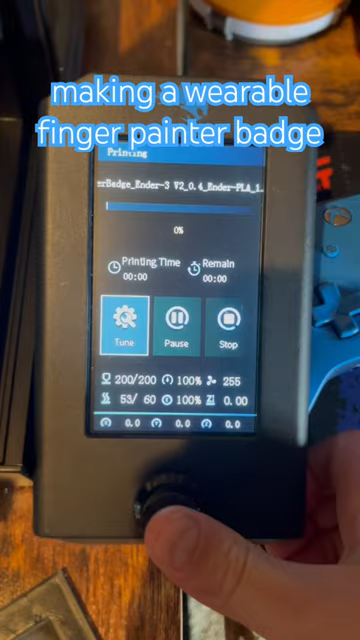 making a wearable
finger painter badge
Printing
erBadge_Ender-3 V2_0.4_Ender-PLA_1..
0%
Printing Time
00:00
Remain
00:00
Tune
Pause
Stop
200/200 100% 255
53/ 60 100% Z 0.00
0.0 0.0 0.0